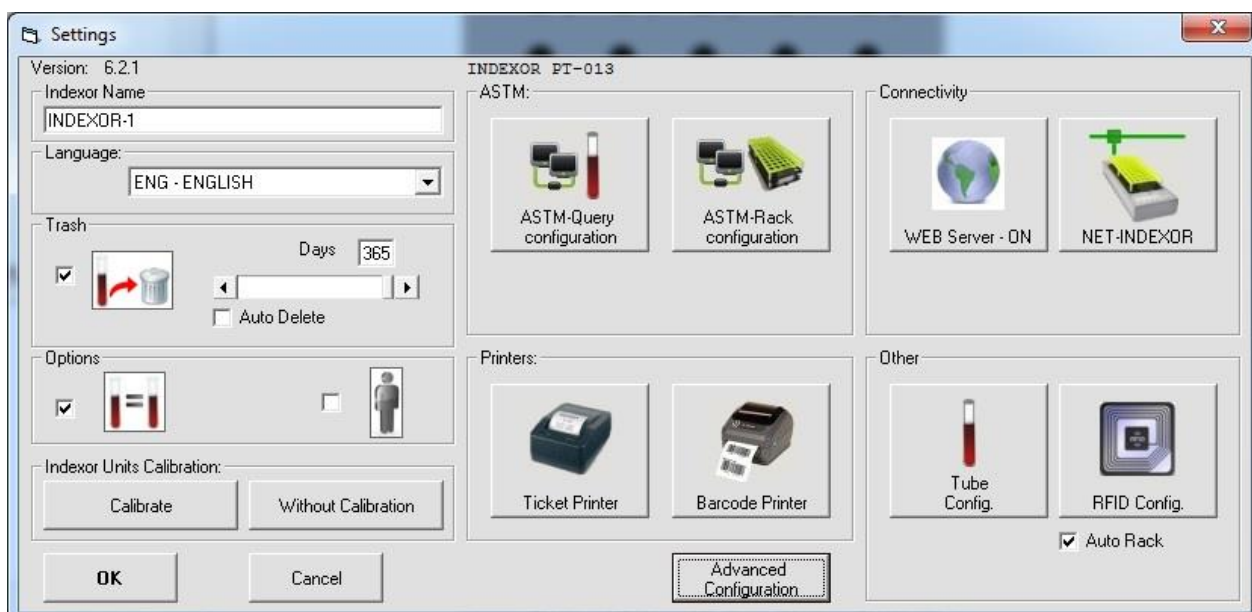 Settings
Version: 6.2.1
INDEXOR PT-013
Indexor Name
INDEXOR-1
Language:
ENG - ENGLISH
Trash
Days 365
Auto Delete
Options
Indexor Units Calibration:
Calibrate
Without Calibration
OK
Cancel
ASTM:
ASTM-Query
configuration
ASTM-Rack
configuration
Printers:
Ticket Printer
Barcode Printer
Advanced
Configuration
Connectivity
WEB Server - ON
NET-INDEXOR
Other
Tube
Config.
RFID Config.
Auto Rack